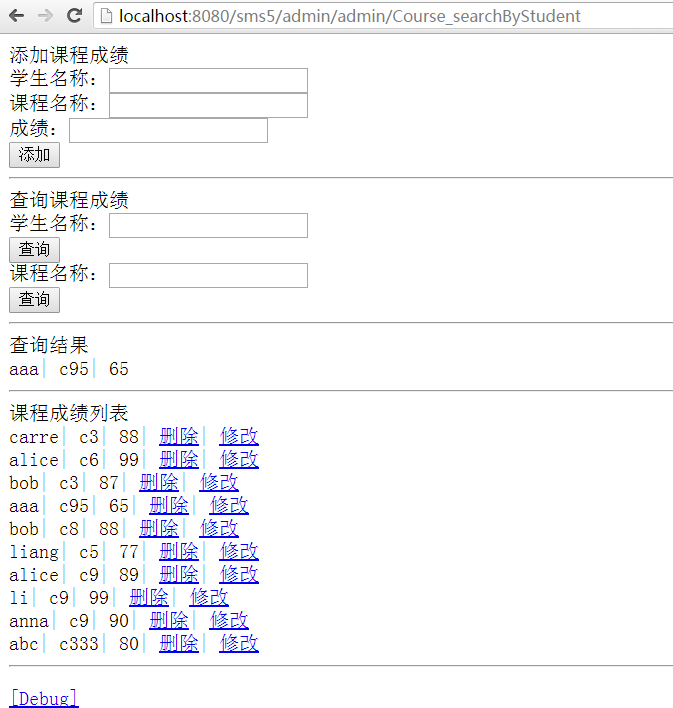 localhost:8080/sms5/admin/admin/Course_searchByStudent
添加课程成绩
学生名称：
课程名称：
成绩：
添加
查询课程成绩
学生名称：
查询
课程名称：
查询
查询结果
aaa| c95| 65
课程成绩列表
carre| c3| 88| 删除| 修改
alice| c6| 99| 删除| 修改
bob| c3| 87| 删除| 修改
aaa| c95| 65| 删除| 修改
bob| c8| 88| 删除| 修改
liang| c5| 77| 删除| 修改
alice| c9| 89| 删除| 修改
li| c9| 99| 删除| 修改
anna| c9| 90| 删除| 修改
abc| c333| 80| 删除| 修改
[Debug]